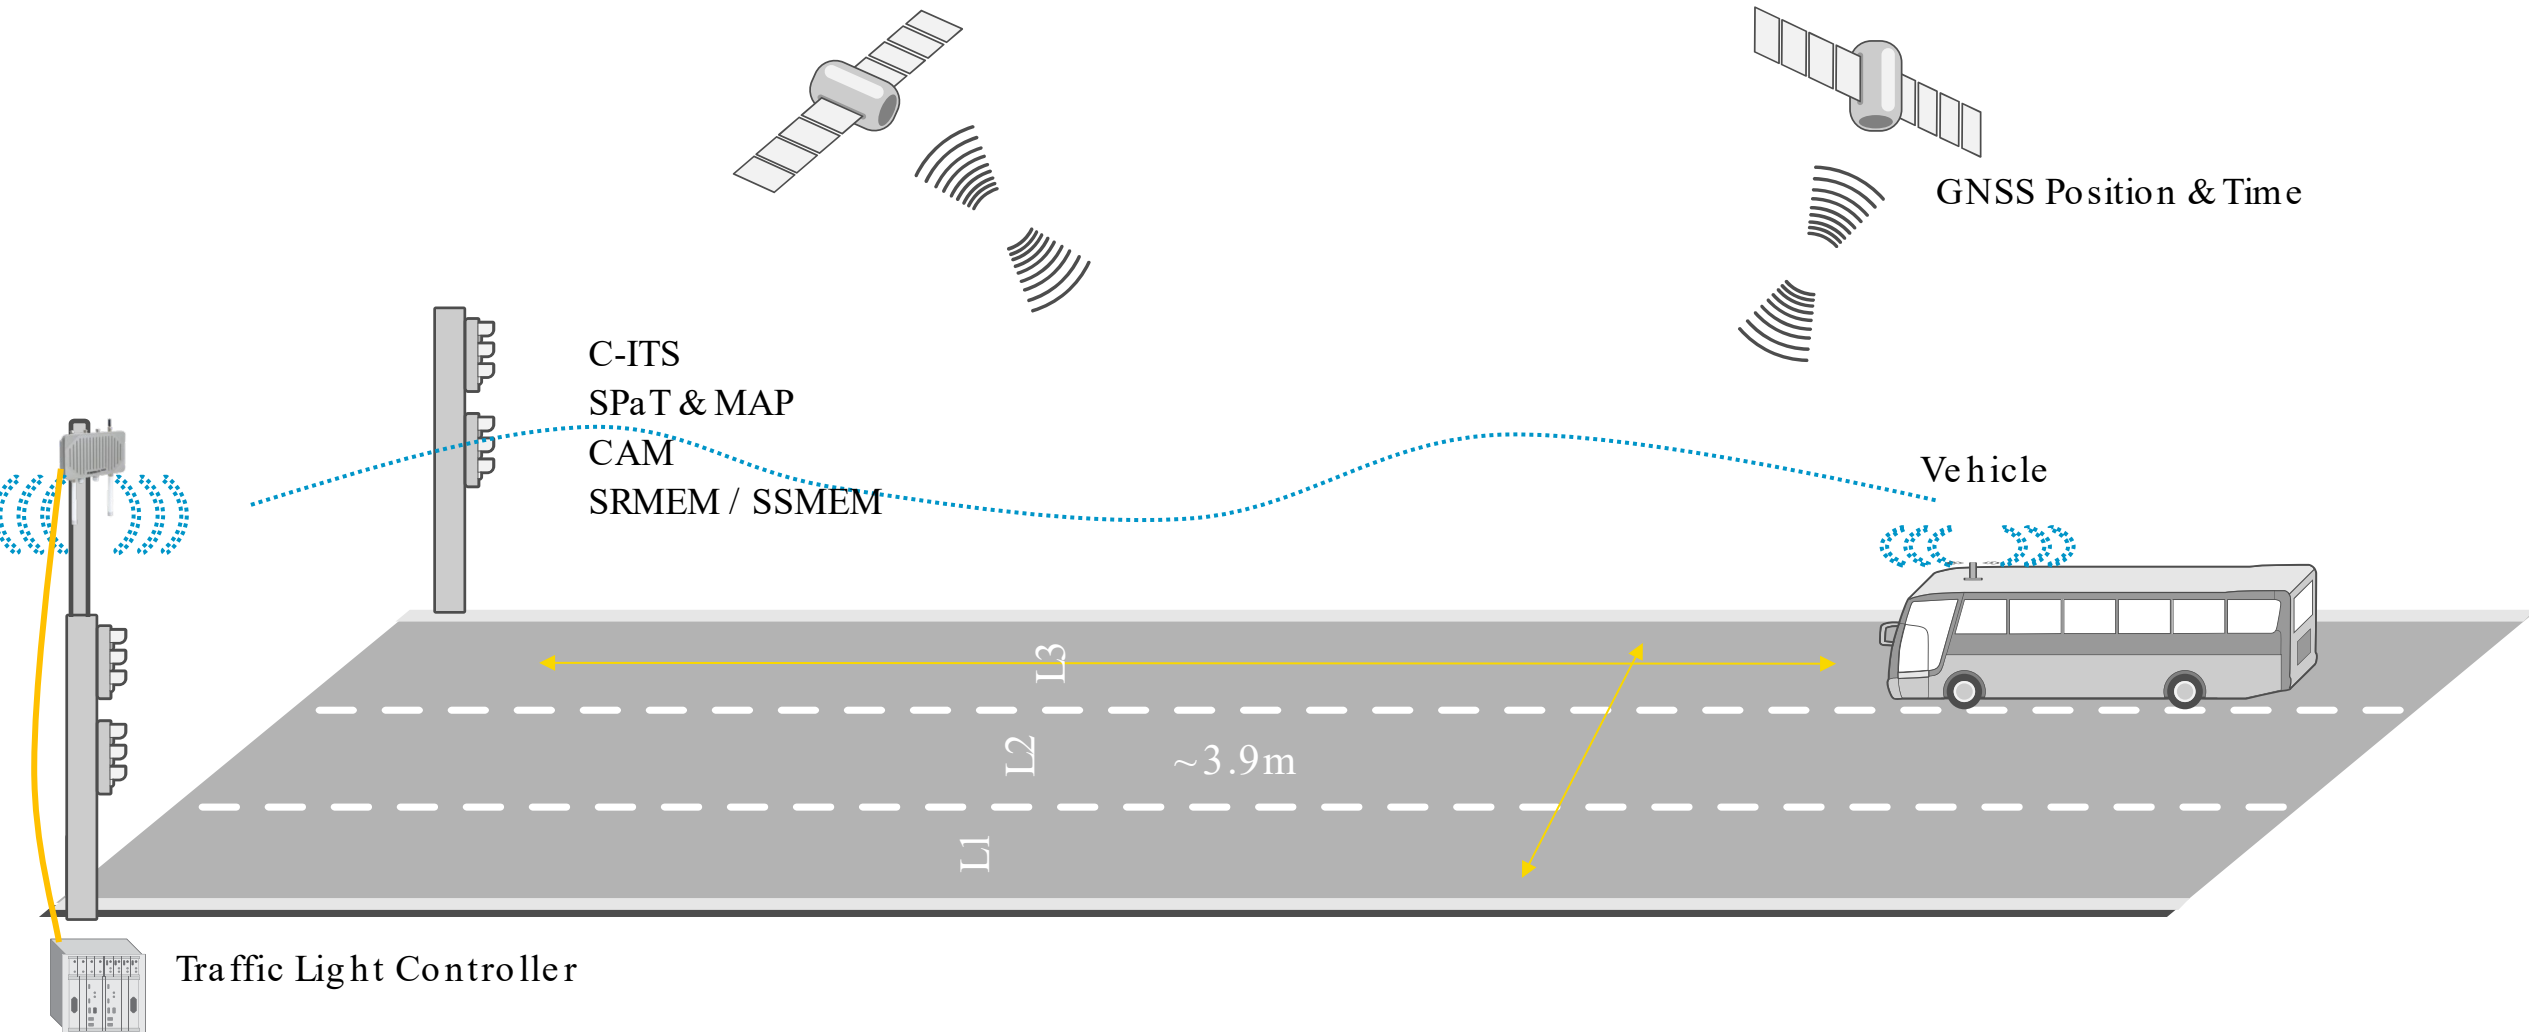 GNSS Position & Time
C-ITS
SPaT & MAP
CAM
SRMEM / SSMEM
Vehicle
L3
L2
~3.9m
L1
Traffic Light Controller